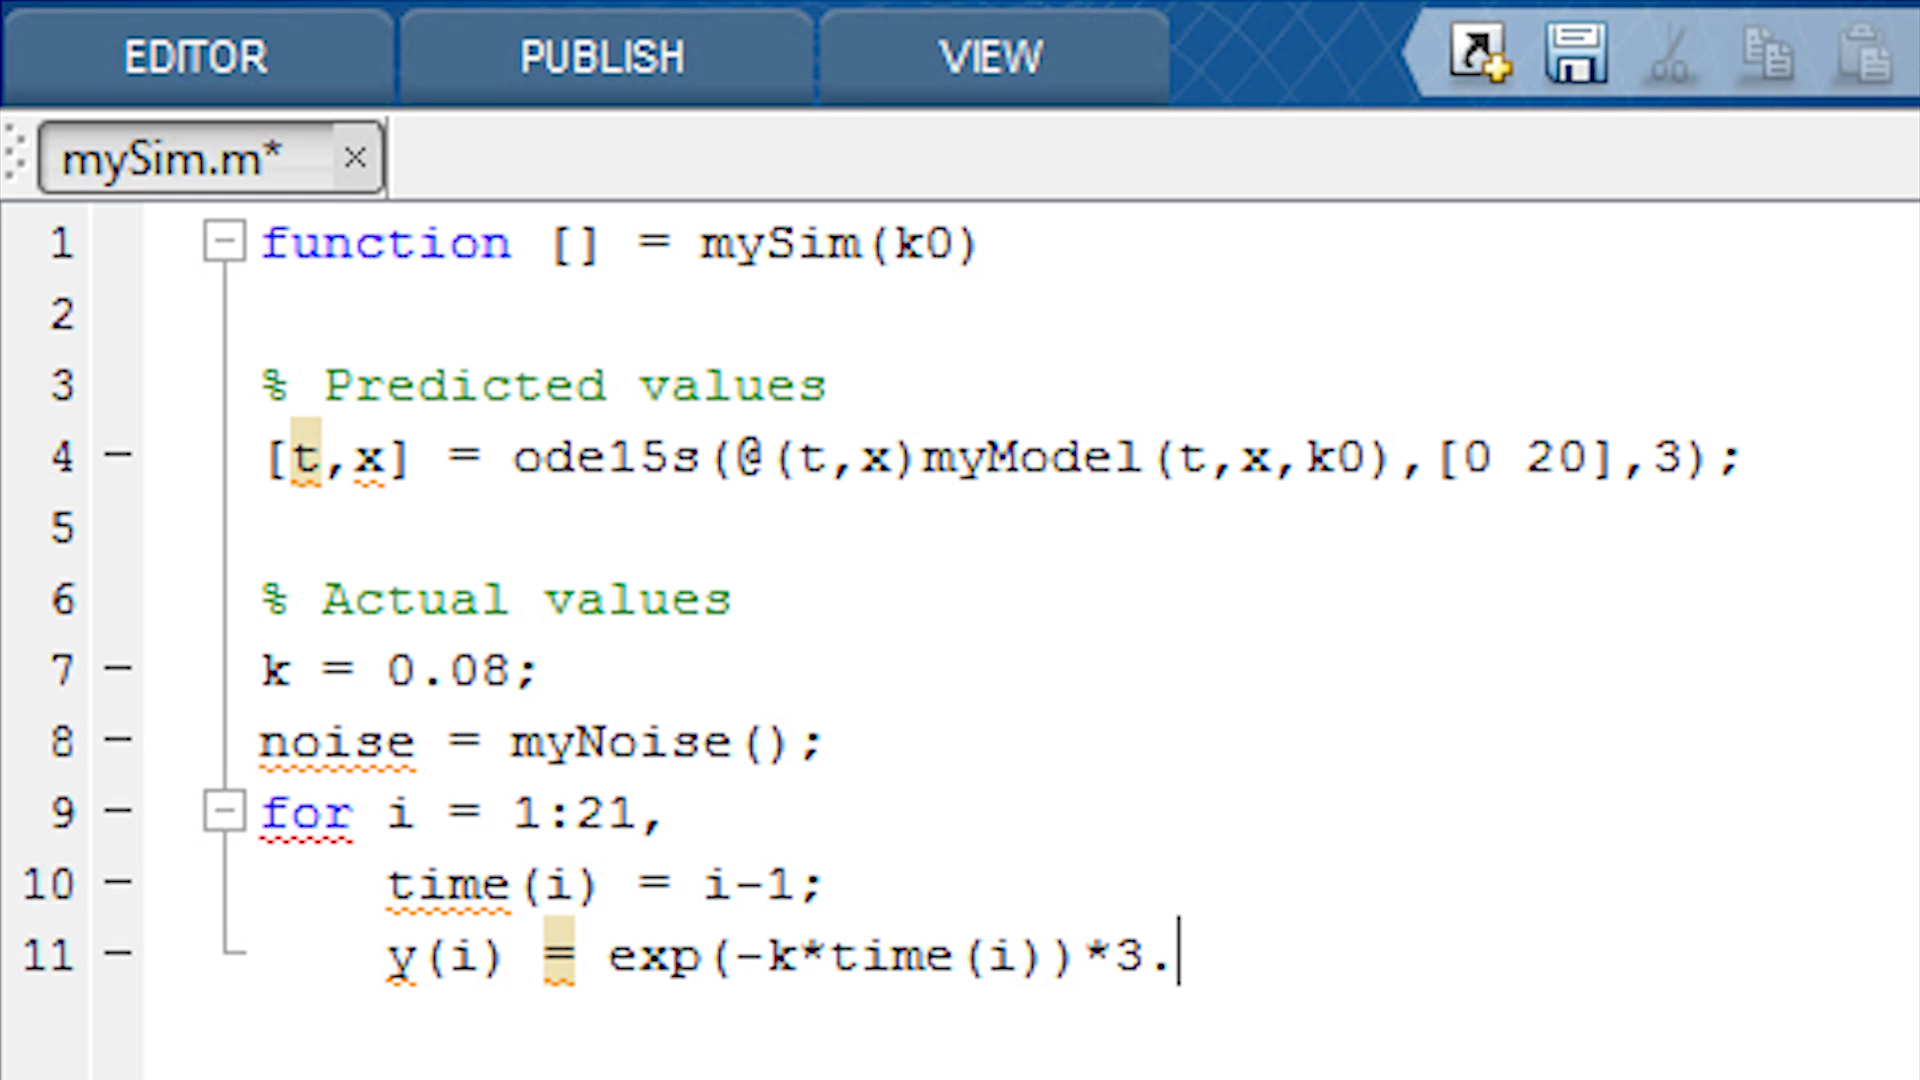 EDITOR PUBLISH VIEW
mySim.m* ×
1 function [] = mySim(k0)
2
3 % Predicted values
4 - [t,x] = ode15s(@(t,x)myModel(t,x,k0),[0 20],3);
5
6 % Actual values
7 - k = 0.08;
8 - noise = myNoise();
9 - for i = 1:21,
10 - time(i) = i-1;
11 - y(i) = exp(-k*time(i))*3.